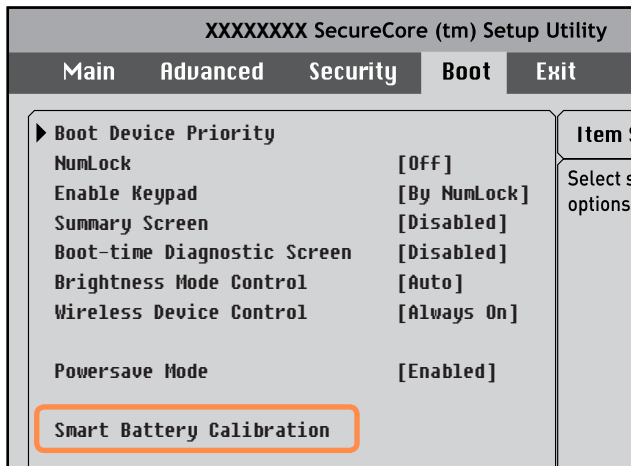 XXXXXXXX SecureCore (tm) Setup Utility
Main Advanced Security Boot Exit
Boot Device Priority
NumLock [Off]
Enable Keypad [By NumLock]
Summary Screen [Disabled]
Boot-time Diagnostic Screen [Disabled]
Brightness Mode Control [Auto]
Wireless Device Control [Always On]
Powersave Mode [Enabled]
Smart Battery Calibration
Item
Select
options